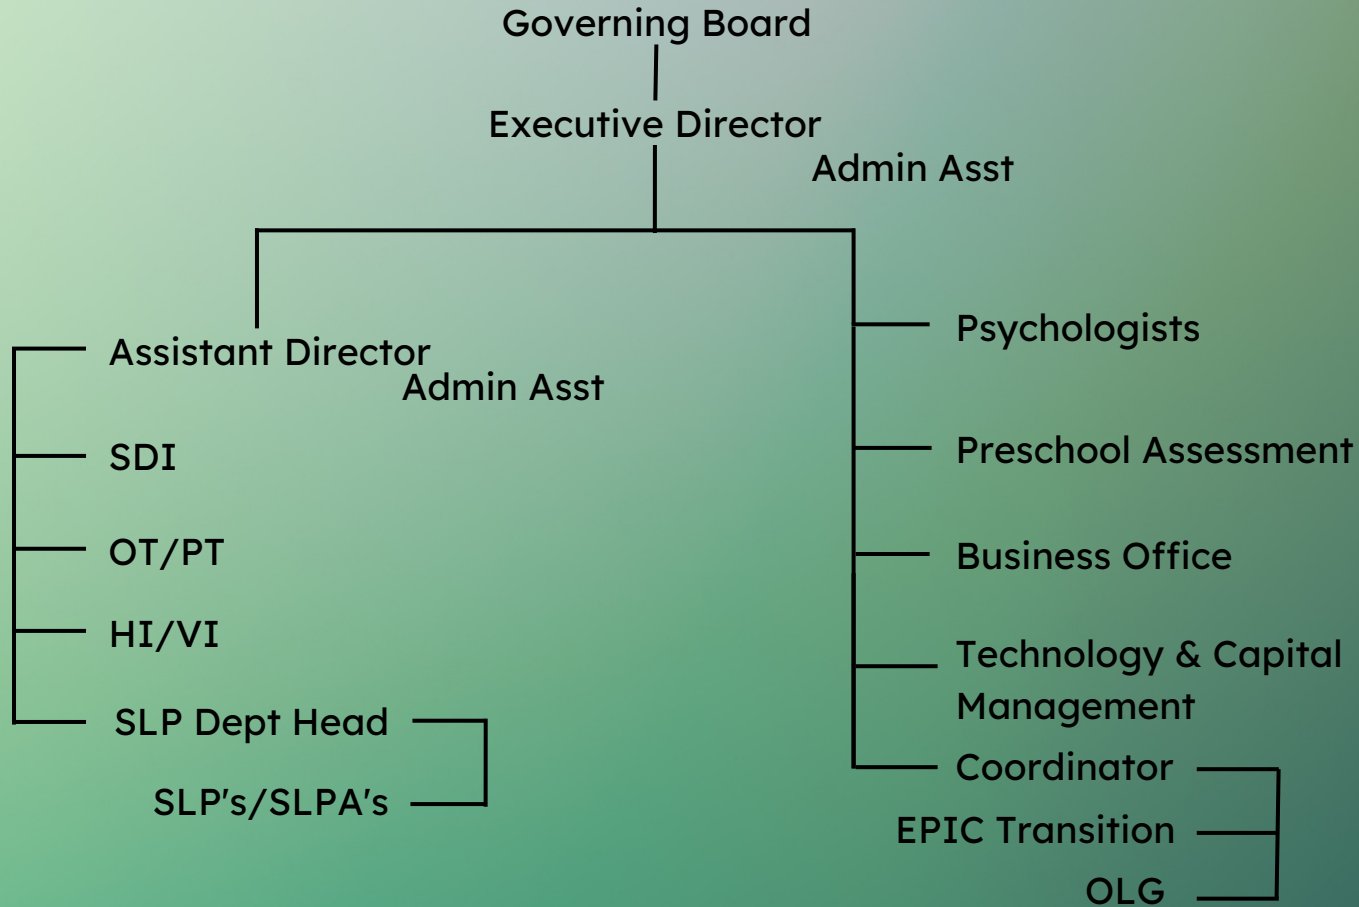 Governing Board
Executive Director
Admin Asst
Assistant Director
Admin Asst
SDI
OT/PT
HI/VI
SLP Dept Head
SLP's/SLPA's
Psychologists
Preschool Assessment
Business Office
Technology & Capital
Management
Coordinator
EPIC Transition
OLG